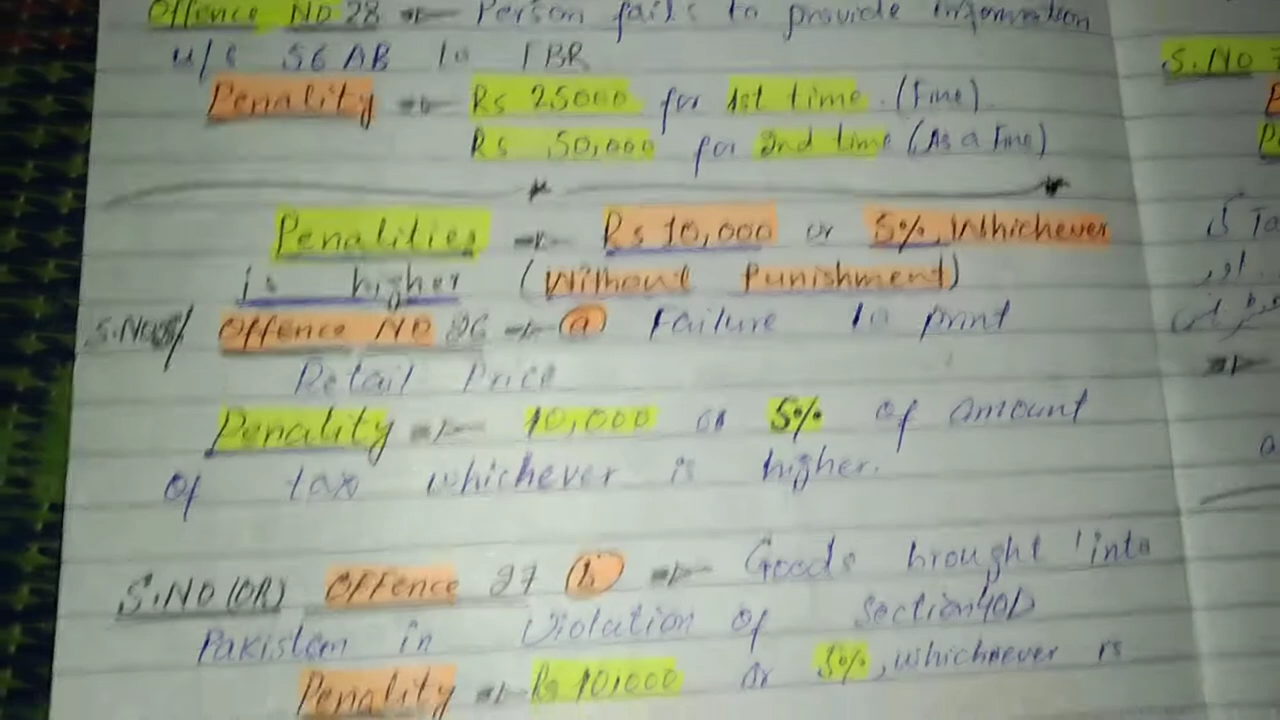 Offence NO 28 Person fails to provide information
u/s 56 AB to FBR
Penality Rs 25000 for 1st time. (Fine)
Rs 50,000 for 2nd time (As a Fine)
Penalities Rs 10,000 or 5%, Whichever
is higher (Without Punishment)
S.No Offence NO 26 (a) Failure to print
Retail Price
Penality 10,000 or 5% of amount
of tax whichever is higher.
S.NO (OR) Offence 27 (b) Goods brought into
Pakistan in Violation of Section 40D
Penality Rs 10,000 or 5%, whichever is
S.No